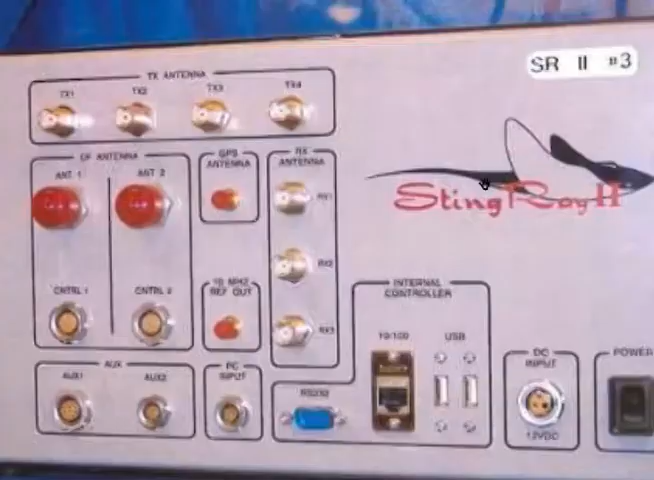 SR II #3
TX ANTENNA
TX1 TX2 TX3 TX4
DF ANTENNA
ANT 1 ANT 2
CNTRL 1 CNTRL 2
GPS
ANTENNA
RX
ANTENNA
RX1
RX2
RX3
StingRay II
10 MHZ
REF OUT
INTERNAL
CONTROLLER
10/100 USB
RS232
AUX
AUX1 AUX2
PC
INPUT
DC
INPUT
12VDC
POWER